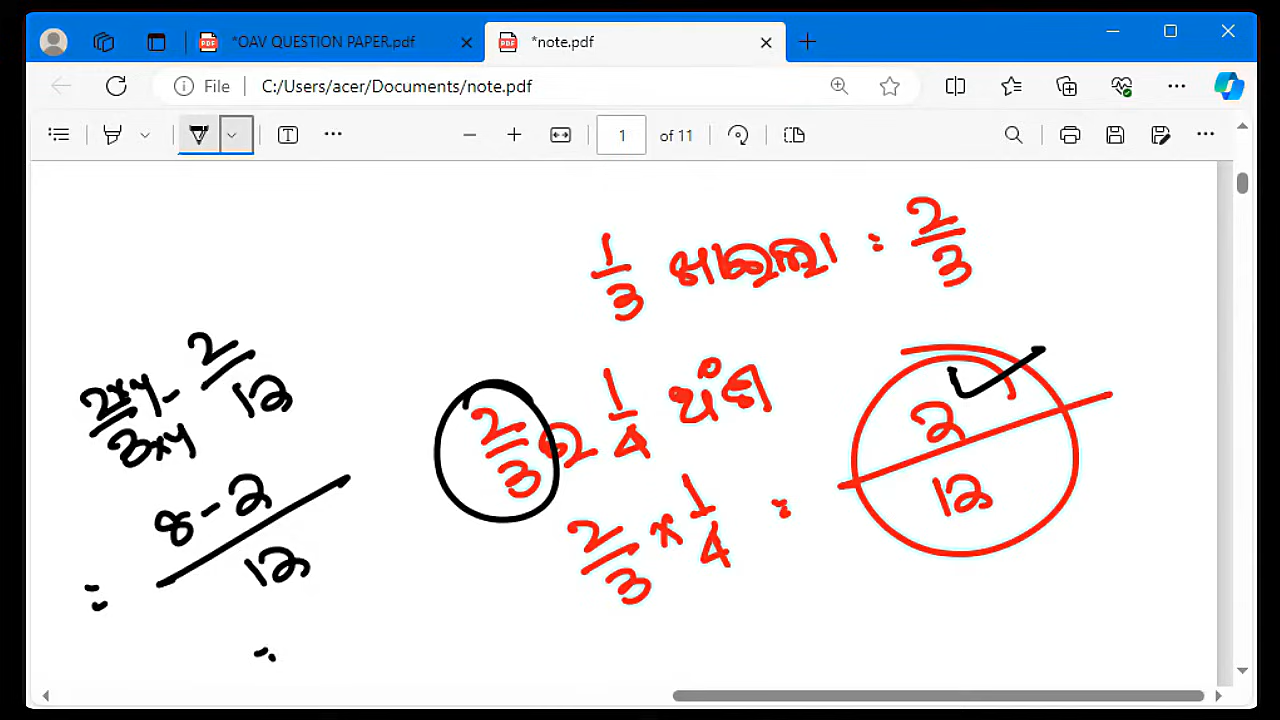 *OAV QUESTION PAPER.pdf
*note.pdf
File C:/Users/acer/Documents/note.pdf
1 of 11
1/3 = 2/3
2/3 ର 1/4 ଅଂଶ
2/3 × 1/4 = 2/12
2×4/3×4 - 2/12
= 8 - 2/12
=